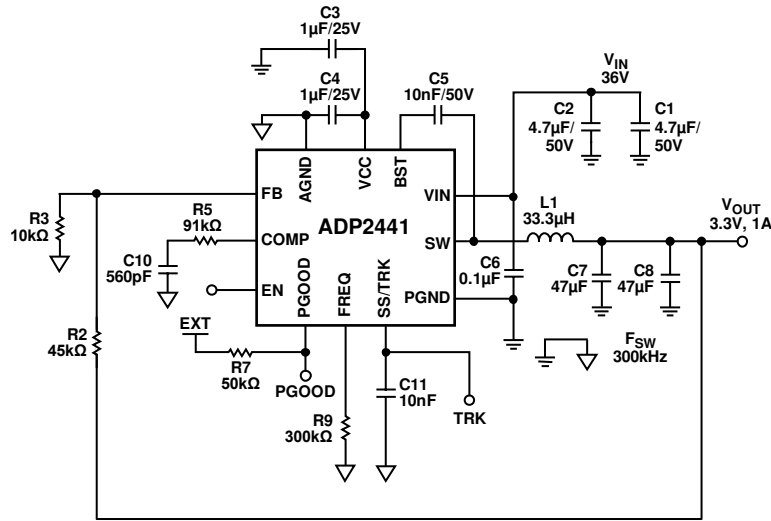 C3
1µF/25V
C4
1µF/25V
C5
10nF/50V
V_IN
36V
C2
4.7µF/
50V
C1
4.7µF/
50V
AGND
VCC
BST
FB
VIN
ADP2441
L1
33.3µH
V_OUT
3.3V, 1A
R3
10kΩ
R5
91kΩ
COMP
SW
C10
560pF
C6
0.1µF
C7
47µF
C8
47µF
EN
PGOOD
FREQ
SS/TRK
PGND
R2
45kΩ
EXT
R7
50kΩ
PGOOD
F_SW
300kHz
C11
10nF
TRK
R9
300kΩ